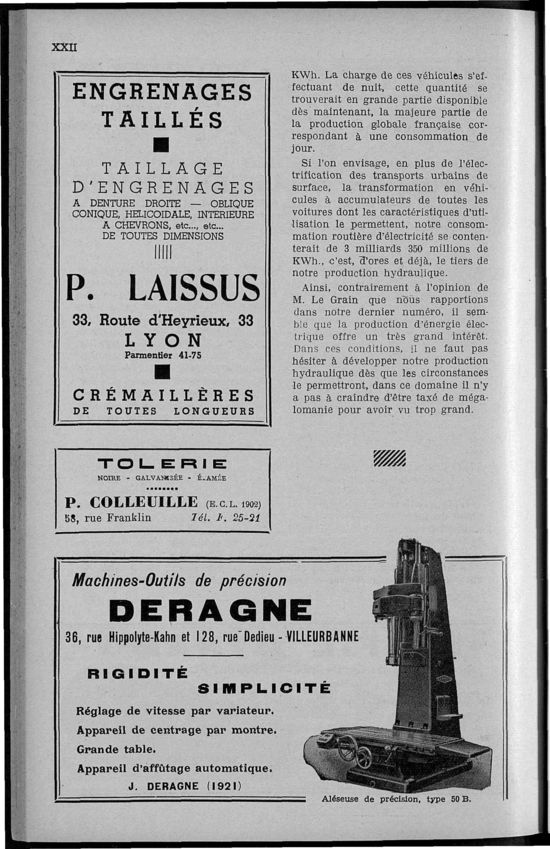 XXII
ENGRENAGES
TAILLÉS
TAILLAGE
D'ENGRENAGES
A DENTURE DROITE — OBLIQUE
CONIQUE, HELICOIDALE, INTERIEURE
A CHEVRONS, etc..., etc...
DE TOUTES DIMENSIONS
P. LAISSUS
33, Route d'Heyrieux, 33
LYON
Parmentier 41-75
CRÉMAILLÈRES
DE TOUTES LONGUEURS
KWh. La charge de ces véhicules s'ef-
fectuant de nuit, cette quantité se
trouverait en grande partie disponible
dès maintenant, la majeure partie de
la production globale française cor-
respondant à une consommation de
jour.
Si l'on envisage, en plus de l'élec-
trification des transports urbains de
surface, la transformation en véhi-
cules à accumulateurs de toutes les
voitures dont les caractéristiques d'uti-
lisation le permettent, notre consom-
mation routière d'électricité se conten-
terait de 3 milliards 350 millions de
KWh., c'est, d'ores et déjà, le tiers de
notre production hydraulique.
Ainsi, contrairement à l'opinion de
M. Le Grain que nous rapportions
dans notre dernier numéro, il sem-
ble que la production d'énergie élec-
trique offre un très grand intérêt.
Dans ces conditions, il ne faut pas
hésiter à développer notre production
hydraulique dès que les circonstances
le permettront, dans ce domaine il n'y
a pas à craindre d'être taxé de méga-
lomanie pour avoir vu trop grand.
TOLERIE
NOIRE - GALVANISÉE - ÉTAMÉE
P. COLLEUILLE (E.C.L. 1902)
58, rue Franklin Tél. F. 25-21
Machines-Outils de précision
DERAGNE
36, rue Hippolyte-Kahn et 128, rue Dedieu - VILLEURBANNE
RIGIDITÉ
SIMPLICITÉ
Réglage de vitesse par variateur.
Appareil de centrage par montre.
Grande table.
Appareil d'affûtage automatique.
J. DERAGNE (1921)
Aléseuse de précision, type 50 B.